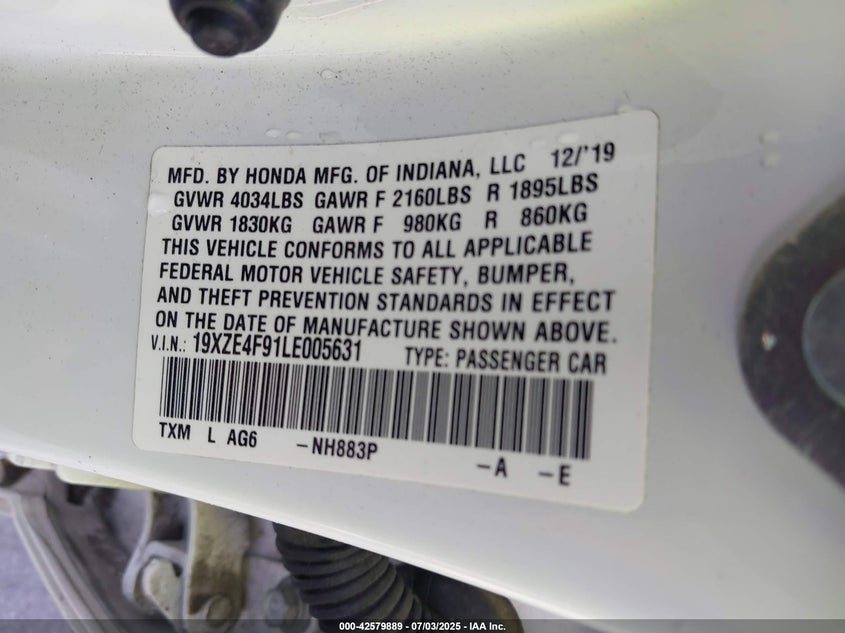 MFD. BY HONDA MFG. OF INDIANA, LLC 12/'19
GVWR 4034LBS GAWR F 2160LBS R 1895LBS
GVWR 1830KG GAWR F 980KG R 860KG
THIS VEHICLE CONFORMS TO ALL APPLICABLE
FEDERAL MOTOR VEHICLE SAFETY, BUMPER,
AND THEFT PREVENTION STANDARDS IN EFFECT
ON THE DATE OF MANUFACTURE SHOWN ABOVE.
V.I.N.: 19XZE4F91LE005631 TYPE: PASSENGER CAR
TXM L AG6 -NH883P -A -E
000-42579889 - 07/03/2025 - IAA Inc.